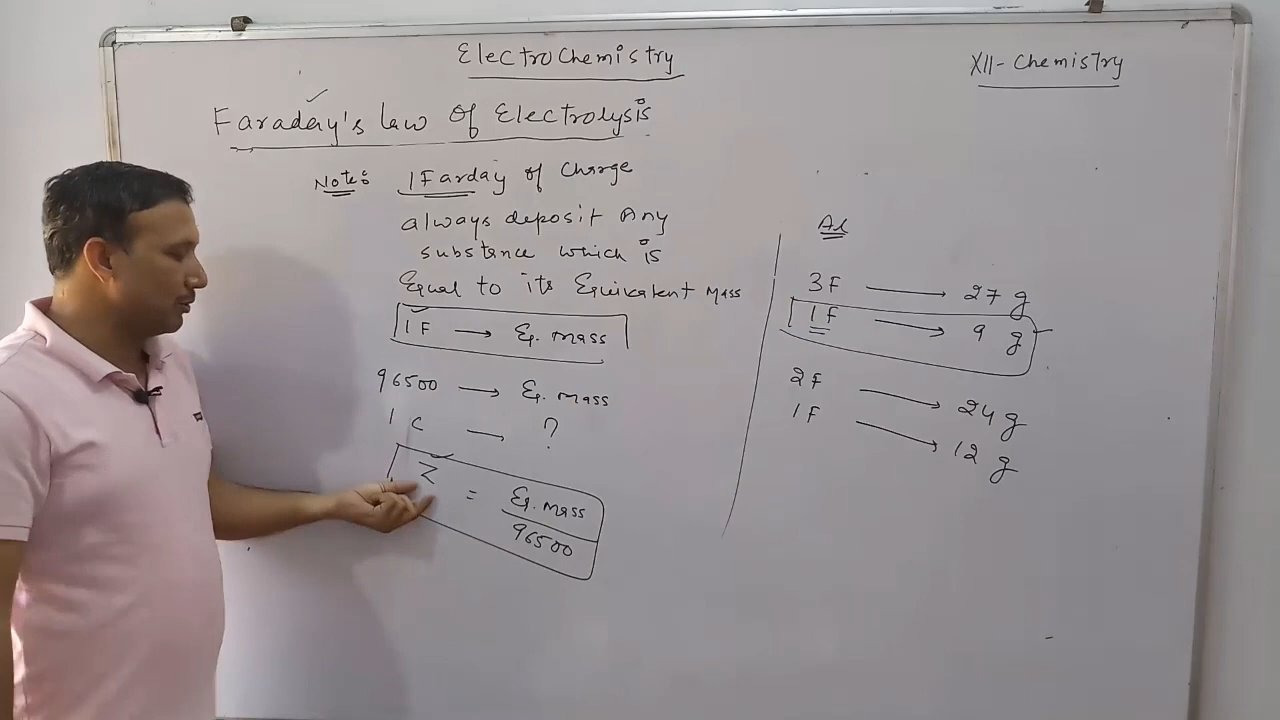 ElectroChemistry
XII- Chemistry
Faraday's law of Electrolysis
Note: 1 Farday of Charge
always deposit Any
substance which is
Equal to its Equivalent Mass
1 F → Eq. mass
96500 → Eq. mass
1 C → ?
Z = Eq. mass / 96500
Al
3F → 27 g
1F → 9 g
2F → 24 g
1F → 12 g